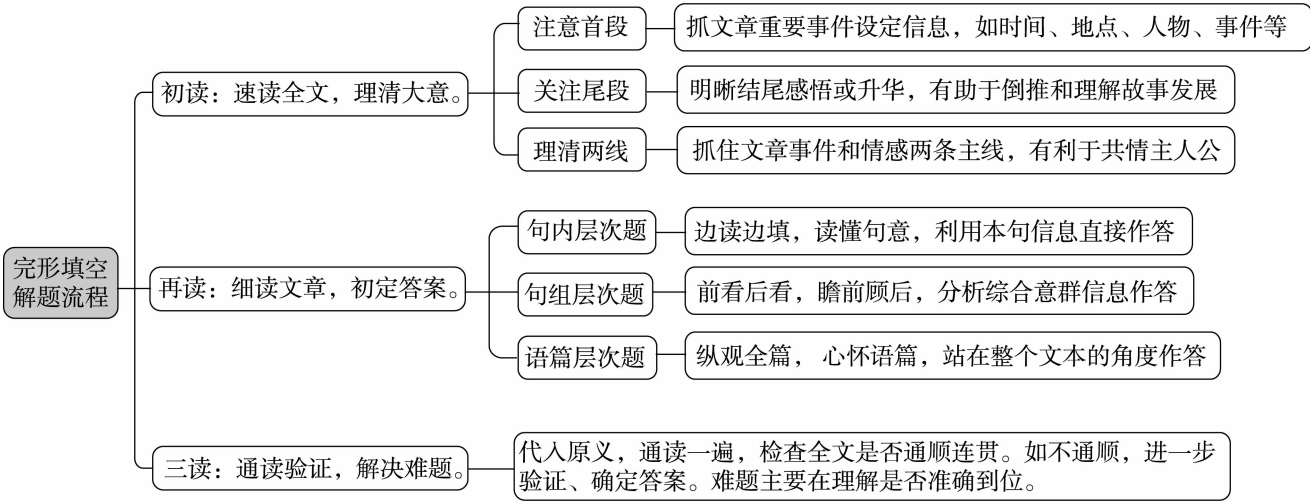 完形填空
解题流程
初读：速读全文，理清大意。
注意首段
抓文章重要事件设定信息，如时间、地点、人物、事件等
关注尾段
明晰结尾感悟或升华，有助于倒推和理解故事发展
理清两线
抓住文章事件和情感两条主线，有利于共情主人公
再读：细读文章，初定答案。
句内层次题
边读边填，读懂句意，利用本句信息直接作答
句组层次题
前看后看，瞻前顾后，分析综合意群信息作答
语篇层次题
纵观全篇， 心怀语篇，站在整个文本的角度作答
三读：通读验证，解决难题。
代入原义，通读一遍，检查全文是否通顺连贯。如不通顺，进一步
验证、确定答案。难题主要在理解是否准确到位。